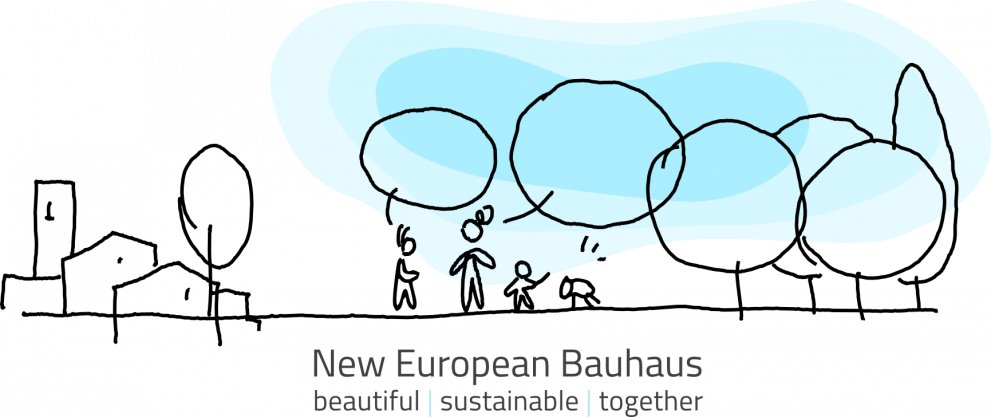 New European Bauhaus
beautiful | sustainable | together